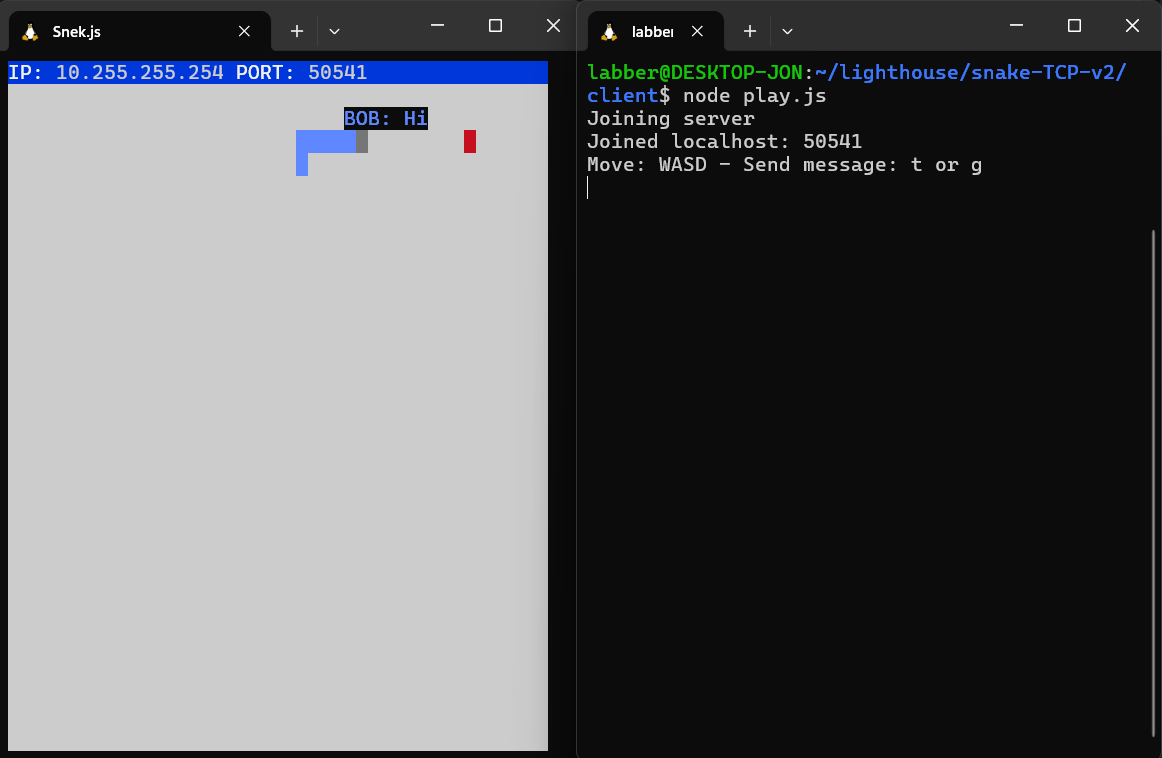 Snek.js
IP: 10.255.255.254 PORT: 50541
BOB: Hi
labber
labber@DESKTOP-JON:~/lighthouse/snake-TCP-v2/
client$ node play.js
Joining server
Joined localhost: 50541
Move: WASD - Send message: t or g